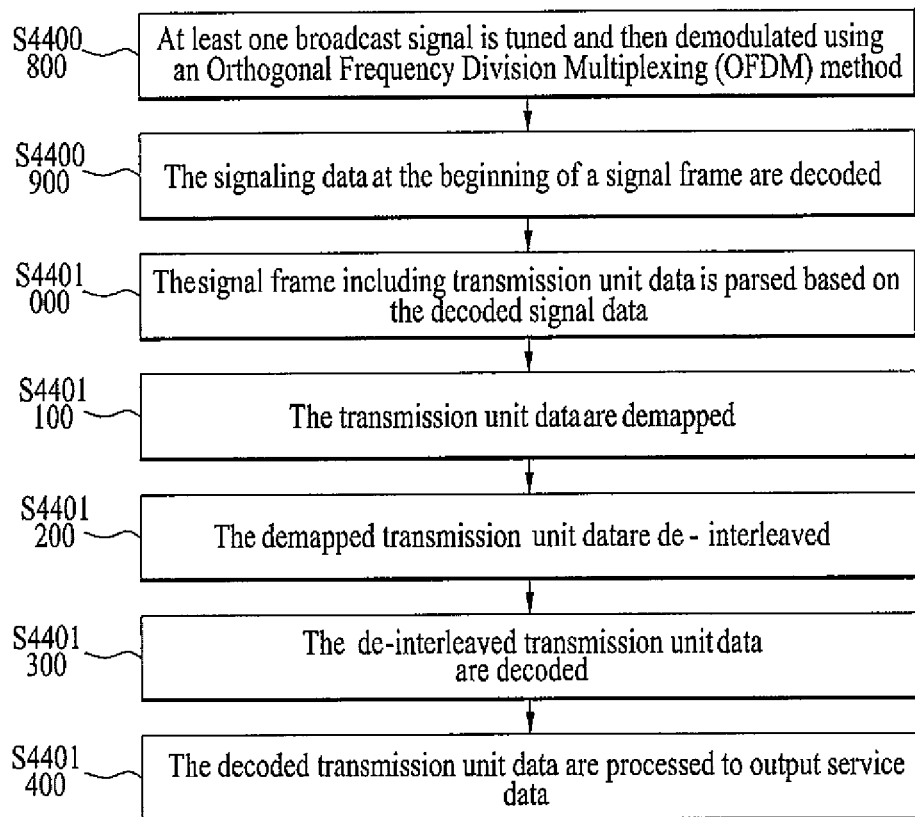 S4400
800
At least one broadcast signal is tuned and then demodulated using
an Orthogonal Frequency Division Multiplexing (OFDM) method
S4400
900
The signaling data at the beginning of a signal frame are decoded
S4401
000
The signal frame including transmission unit data is parsed based on
the decoded signal data
S4401
100
The transmission unit data are demapped
S4401
200
The demapped transmission unit datare de - interleaved
S4401
300
The de-interleaved transmission unit data
are decoded
S4401
400
The decoded transmission unit data are processed to output service
data